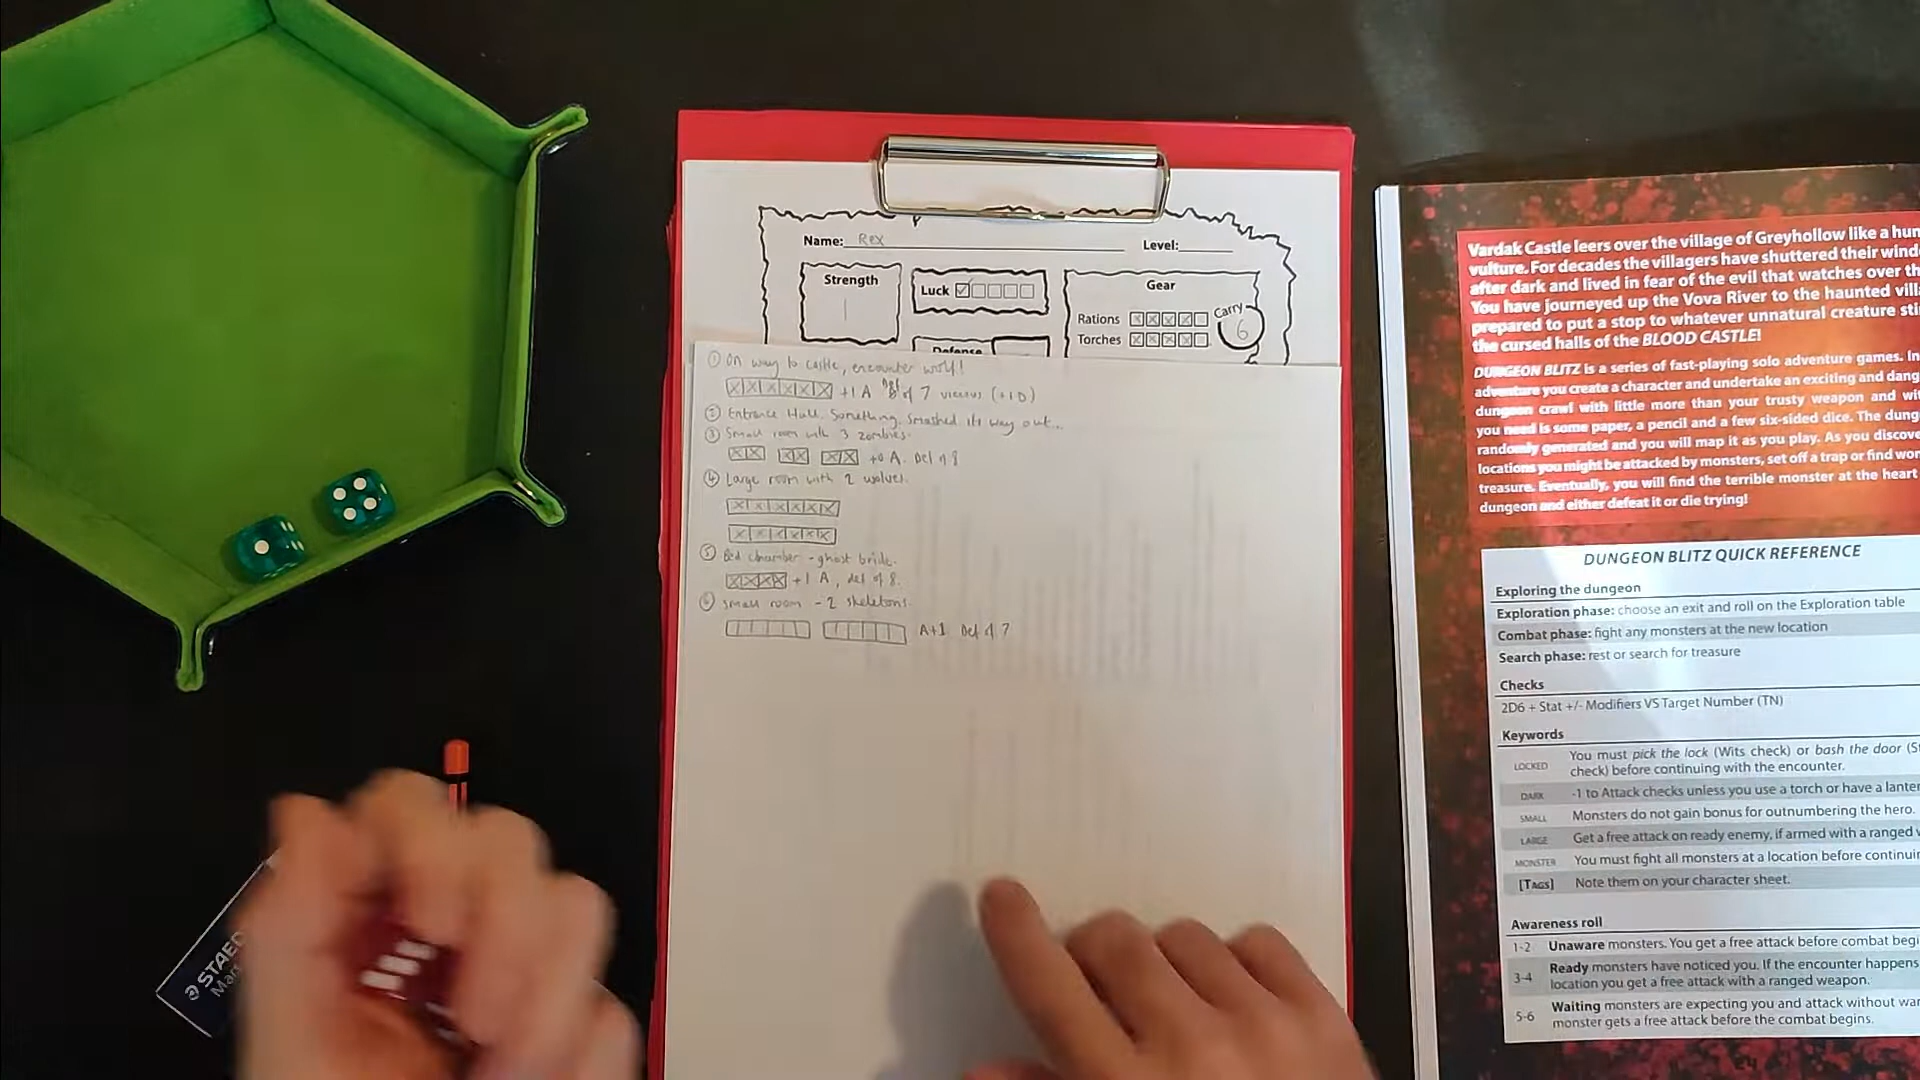 Name: Rex
Level:
Strength
1
Luck
Gear
Rations
Torches
Carry
6
Defense
① On way to castle, encounter wolf!
+1 A Def of 7 vicious (+1D)
② Entrance Hall. Something smashed its way out...
③ Small room with 3 zombies.
+0 A. Def of 8
④ Large room with 2 wolves.
⑤ Bed chamber - ghost bride.
+1 A, def of 8.
⑥ Small room - 2 skeletons.
A+1 Def of 7
STAED
Mar
Vardak Castle leers over the village of Greyhollow like a hun
vulture. For decades the villagers have shuttered their wind
after dark and lived in fear of the evil that watches over th
You have journeyed up the Vova River to the haunted vill
prepared to put a stop to whatever unnatural creature sti
the cursed halls of the BLOOD CASTLE!
DUNGEON BLITZ is a series of fast-playing solo adventure games. In
adventure you create a character and undertake an exciting and dang
dungeon crawl with little more than your trusty weapon and wit
you need is some paper, a pencil and a few six-sided dice. The dung
randomly generated and you will map it as you play. As you discove
locations you might be attacked by monsters, set off a trap or find won
treasure. Eventually, you will find the terrible monster at the heart
dungeon and either defeat it or die trying!
DUNGEON BLITZ QUICK REFERENCE
Exploring the dungeon
Exploration phase: choose an exit and roll on the Exploration table
Combat phase: fight any monsters at the new location
Search phase: rest or search for treasure
Checks
2D6 + Stat +/- Modifiers VS Target Number (TN)
Keywords
LOCKED You must pick the lock (Wits check) or bash the door (St
check) before continuing with the encounter.
DARK -1 to Attack checks unless you use a torch or have a lanter
SMALL Monsters do not gain bonus for outnumbering the hero.
LARGE Get a free attack on ready enemy, if armed with a ranged w
MONSTER You must fight all monsters at a location before continuin
[TAGS] Note them on your character sheet.
Awareness roll
1-2 Unaware monsters. You get a free attack before combat begi
3-4 Ready monsters have noticed you. If the encounter happens
location you get a free attack with a ranged weapon.
5-6 Waiting monsters are expecting you and attack without war
monster gets a free attack before the combat begins.